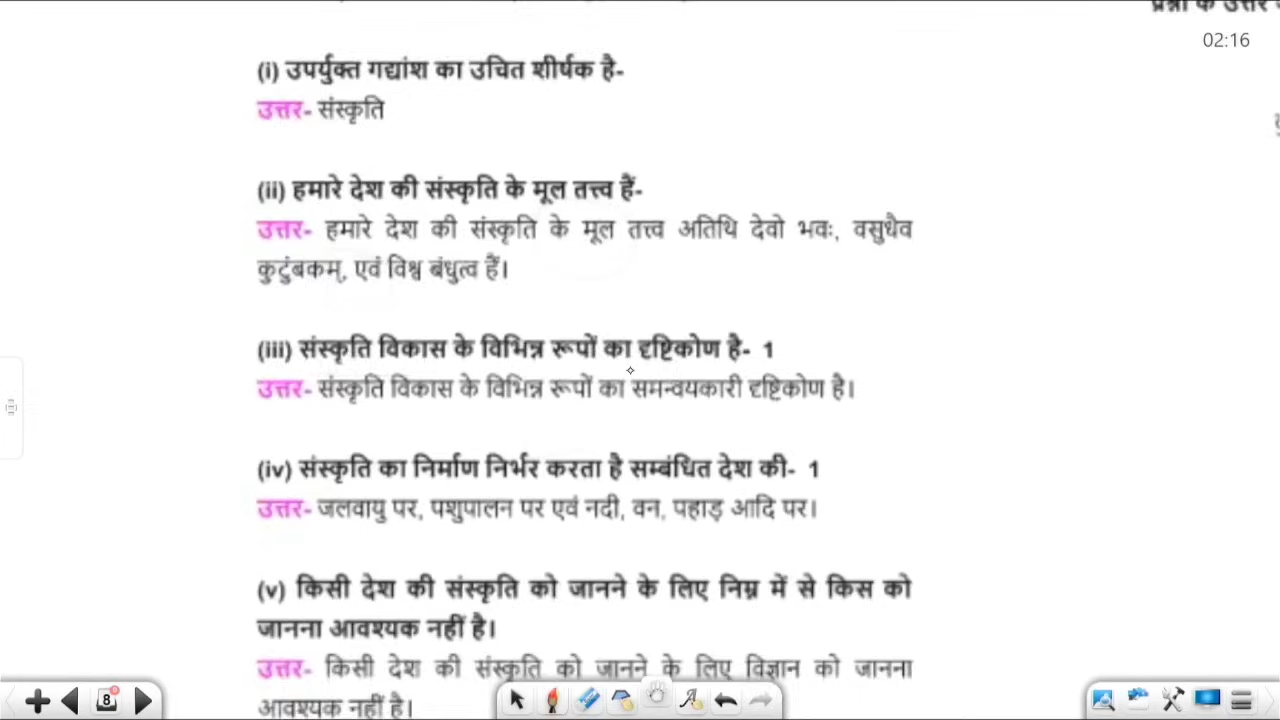 प्रश्नों के उत्तर
02:16
(i) उपर्युक्त गद्यांश का उचित शीर्षक है-
उत्तर- संस्कृति
(ii) हमारे देश की संस्कृति के मूल तत्त्व हैं-
उत्तर- हमारे देश की संस्कृति के मूल तत्त्व अतिथि देवो भवः, वसुधैव
कुटुंबकम्, एवं विश्व बंधुत्व हैं।
(iii) संस्कृति विकास के विभिन्न रूपों का दृष्टिकोण है- 1
उत्तर- संस्कृति विकास के विभिन्न रूपों का समन्वयकारी दृष्टिकोण है।
(iv) संस्कृति का निर्माण निर्भर करता है सम्बंधित देश की- 1
उत्तर- जलवायु पर, पशुपालन पर एवं नदी, वन, पहाड़ आदि पर।
(v) किसी देश की संस्कृति को जानने के लिए निम्न में से किस को
जानना आवश्यक नहीं है।
उत्तर- किसी देश की संस्कृति को जानने के लिए विज्ञान को जानना
आवश्यक नहीं है।
8